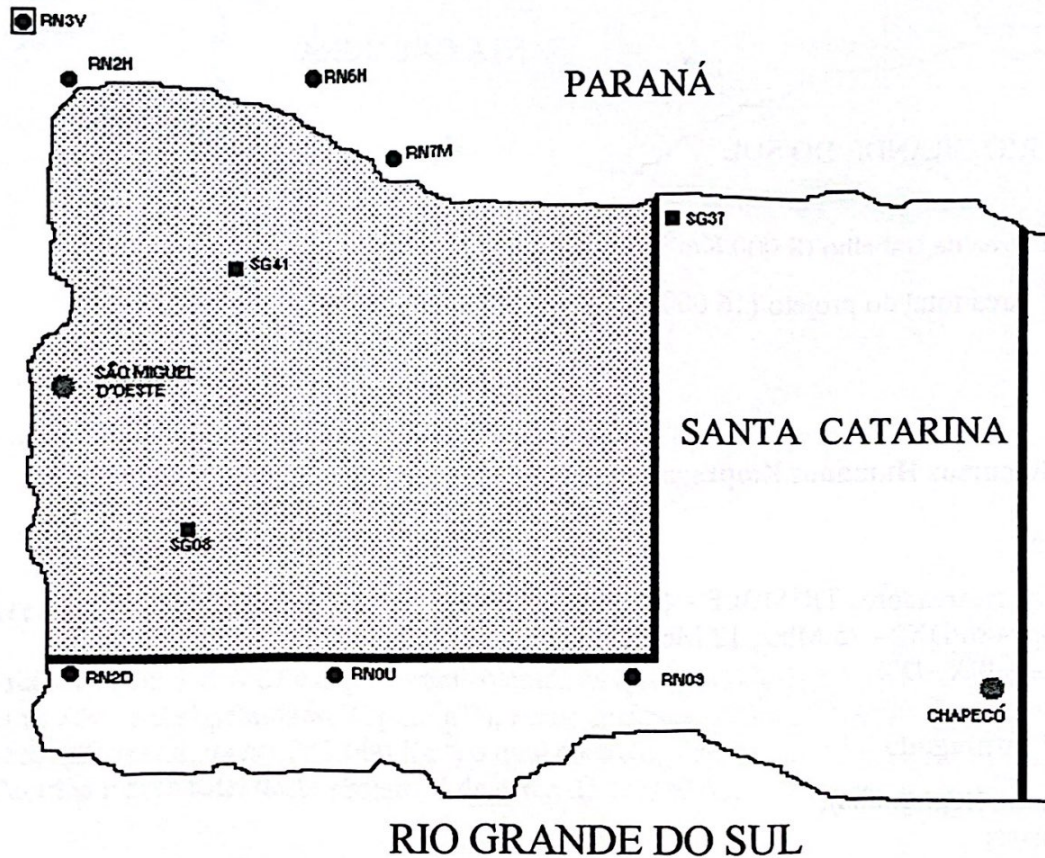 RN3V
RN2H
RN6H
PARANÁ
RN7M
SG37
SG41
SÃO MIGUEL
D'OESTE
SANTA CATARINA
SG08
RN2D
RN0U
RN09
CHAPECÓ
RIO GRANDE DO SUL